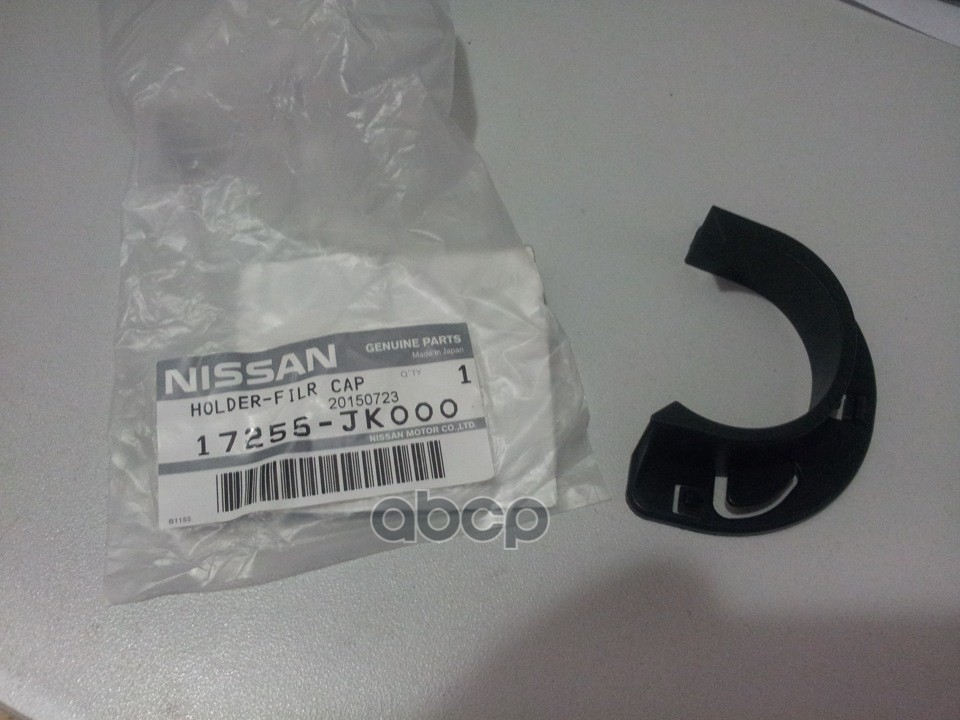 NISSAN
GENUINE PARTS
Made in Japan
HOLDER-FILR CAP
Q'TY
1
20150723
17255-JK000
NISSAN MOTOR CO.,LTD.
B1165
abcp